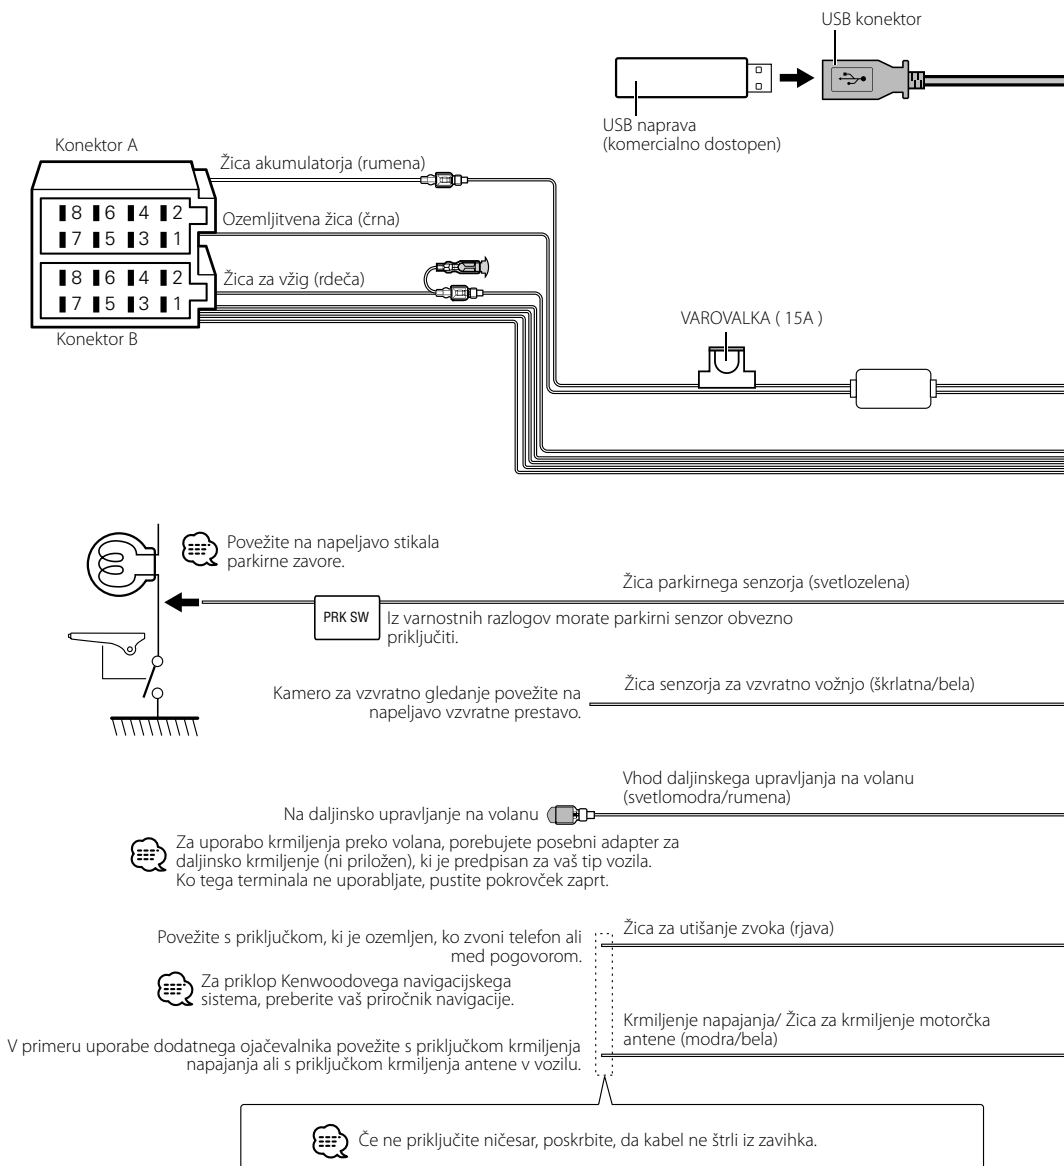 USB konektor
USB naprava
(komercialno dostopen)
Konektor A
Žica akumulatorja (rumena)
8 6 4 2
7 5 3 1
Ozemljitvena žica (črna)
8 6 4 2
7 5 3 1
Žica za vžig (rdeča)
Konektor B
VAROVALKA ( 15A )
Povežite na napeljavo stikala
parkirne zavore.
Žica parkirnega senzorja (svetlozelena)
PRK SW
Iz varnostnih razlogov morate parkirni senzor obvezno
priključiti.
Kamero za vzvratno gledanje povežite na
napeljavo vzvratne prestavo.
Žica senzorja za vzvratno vožnjo (škrlatna/bela)
Vhod daljinskega upravljanja na volanu
(svetlomodra/rumena)
Na daljinsko upravljanje na volanu
Za uporabo krmiljenja preko volana, porebujete posebni adapter za
daljinsko krmiljenje (ni priložen), ki je predpisan za vaš tip vozila.
Ko tega terminala ne uporabljate, pustite pokrovček zaprt.
Povežite s priključkom, ki je ozemljen, ko zvoni telefon ali
med pogovorom.
Žica za utišanje zvoka (rjava)
Za priklop Kenwoodovega navigacijskega
sistema, preberite vaš priročnik navigacije.
Krmiljenje napajanja/ Žica za krmiljenje motorčka
antene (modra/bela)
V primeru uporabe dodatnega ojačevalnika povežite s priključkom krmiljenja
napajanja ali s priključkom krmiljenja antene v vozilu.
Če ne priključite ničesar, poskrbite, da kabel ne štrli iz zavihka.